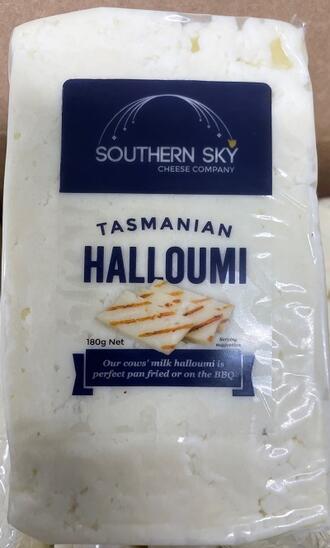 SOUTHERN SKY
CHEESE COMPANY
TASMANIAN
HALLOUMI
180g Net
Serving
suggestion
Our cows' milk halloumi is
perfect pan fried or on the BBQ